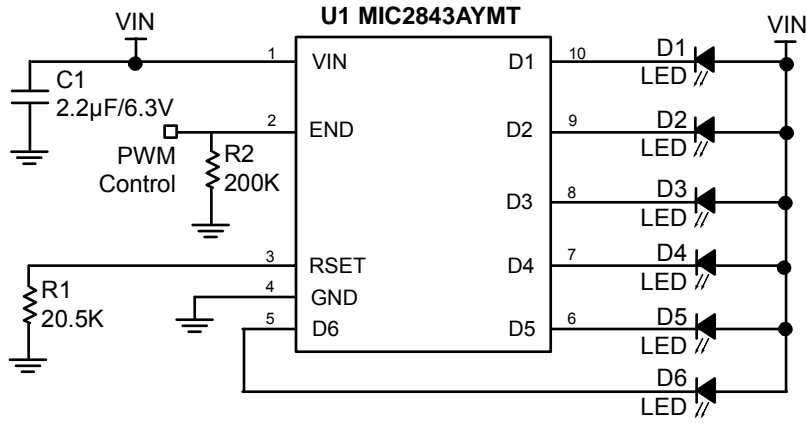 U1 MIC2843AYMT
VIN
VIN
1
VIN
D1
10
D1
LED
C1
2.2µF/6.3V
2
END
D2
9
D2
LED
PWM
Control
R2
200K
D3
8
D3
LED
3
RSET
D4
7
D4
LED
R1
20.5K
4
GND
5
D6
D5
6
D5
LED
D6
LED